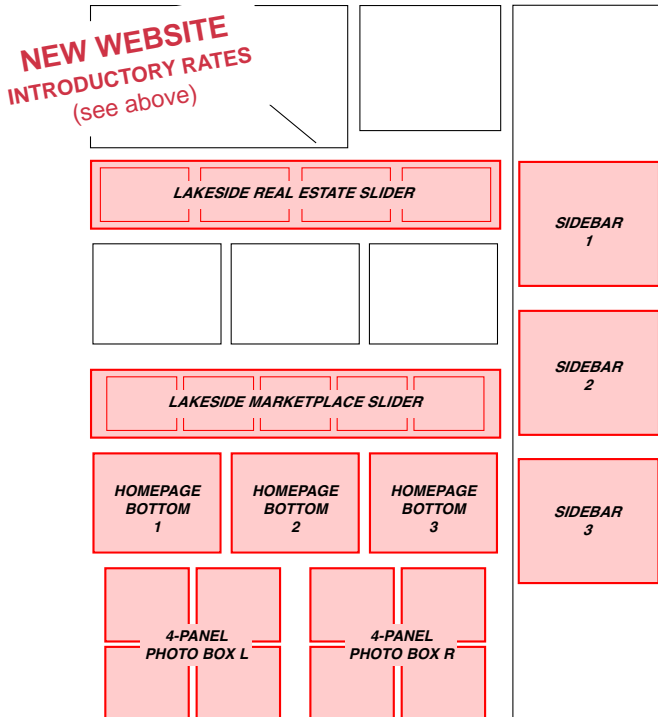 NEW WEBSITE
INTRODUCTORY RATES
(see above)
LAKESIDE REAL ESTATE SLIDER
SIDEBAR
1
SIDEBAR
2
LAKESIDE MARKETPLACE SLIDER
HOMEPAGE
BOTTOM
1
HOMEPAGE
BOTTOM
2
HOMEPAGE
BOTTOM
3
SIDEBAR
3
4-PANEL
PHOTO BOX L
4-PANEL
PHOTO BOX R